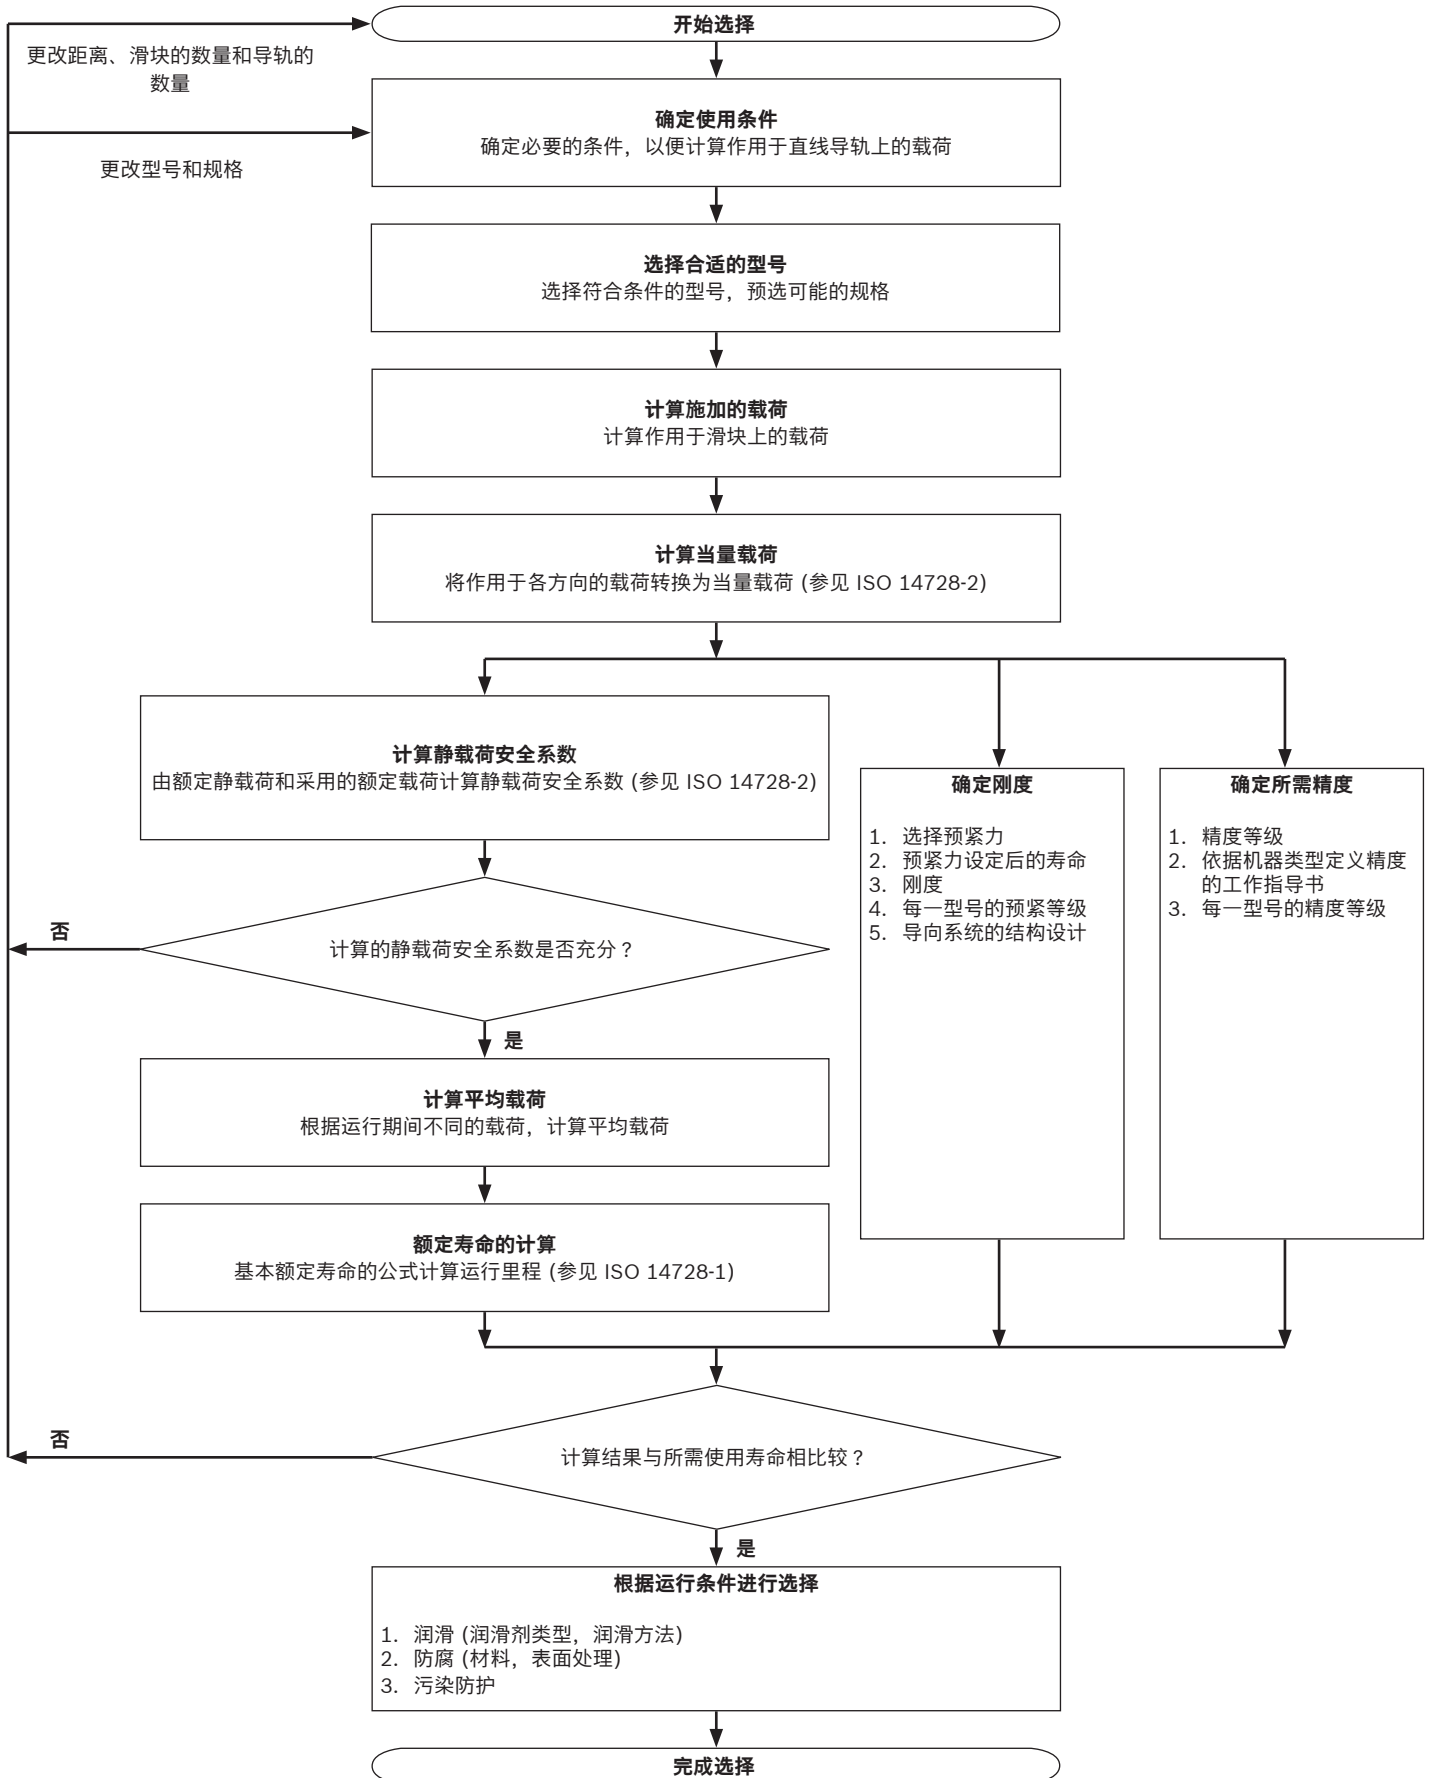 开始选择
更改距离、滑块的数量和导轨的
数量
确定使用条件
确定必要的条件，以便计算作用于直线导轨上的载荷
更改型号和规格
选择合适的型号
选择符合条件的型号，预选可能的规格
计算施加的载荷
计算作用于滑块上的载荷
计算当量载荷
将作用于各方向的载荷转换为当量载荷 (参见 ISO 14728-2)
计算静载荷安全系数
由额定静载荷和采用的额定载荷计算静载荷安全系数 (参见 ISO 14728-2)
确定刚度
1. 选择预紧力
2. 预紧力设定后的寿命
3. 刚度
4. 每一型号的预紧等级
5. 导向系统的结构设计
确定所需精度
1. 精度等级
2. 依据机器类型定义精度
的工作指导书
3. 每一型号的精度等级
否
计算的静载荷安全系数是否充分？
是
计算平均载荷
根据运行期间不同的载荷，计算平均载荷
额定寿命的计算
基本额定寿命的公式计算运行里程 (参见 ISO 14728-1)
否
计算结果与所需使用寿命相比较？
是
根据运行条件进行选择
1. 润滑 (润滑剂类型，润滑方法)
2. 防腐 (材料，表面处理)
3. 污染防护
完成选择